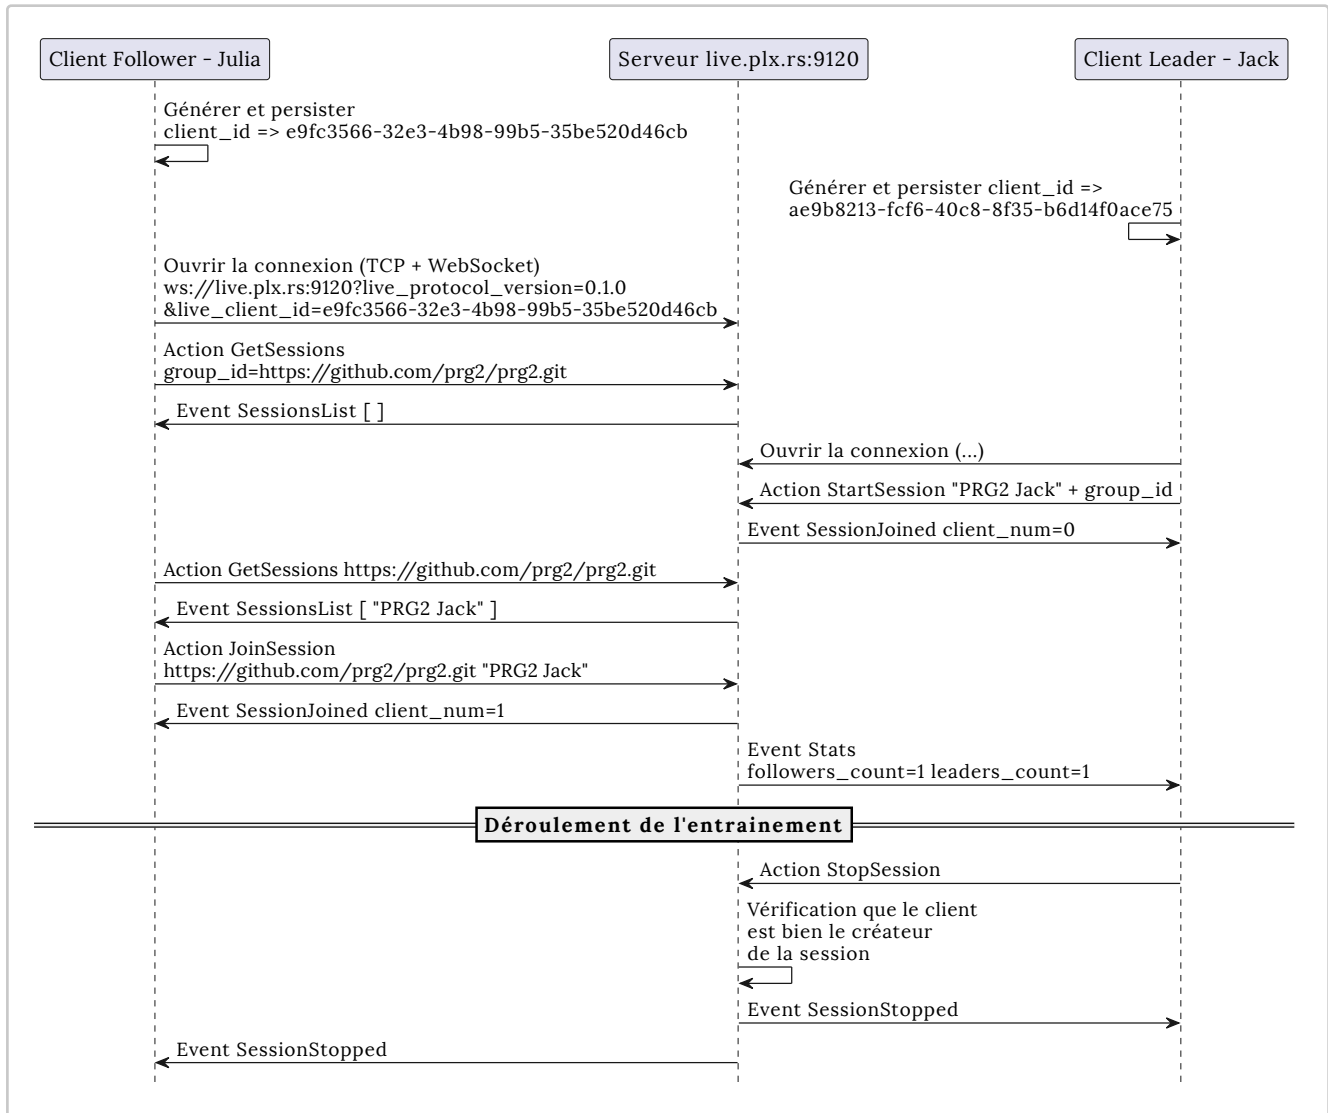 Client Follower - Julia
Serveur live.plx.rs:9120
Client Leader - Jack
Générer et persister
client_id => e9fc3566-32e3-4b98-99b5-35be520d46cb
Générer et persister client_id =>
ae9b8213-fcf6-40c8-8f35-b6d14f0ace75
Ouvrir la connexion (TCP + WebSocket)
ws://live.plx.rs:9120?live_protocol_version=0.1.0
&live_client_id=e9fc3566-32e3-4b98-99b5-35be520d46cb
Action GetSessions
group_id=https://github.com/prg2/prg2.git
Event SessionsList [ ]
Ouvrir la connexion (...)
Action StartSession "PRG2 Jack" + group_id
Event SessionJoined client_num=0
Action GetSessions https://github.com/prg2/prg2.git
Event SessionsList [ "PRG2 Jack" ]
Action JoinSession
https://github.com/prg2/prg2.git "PRG2 Jack"
Event SessionJoined client_num=1
Event Stats
followers_count=1 leaders_count=1
Déroulement de l'entrainement
Action StopSession
Vérification que le client
est bien le créateur
de la session
Event SessionStopped
Event SessionStopped